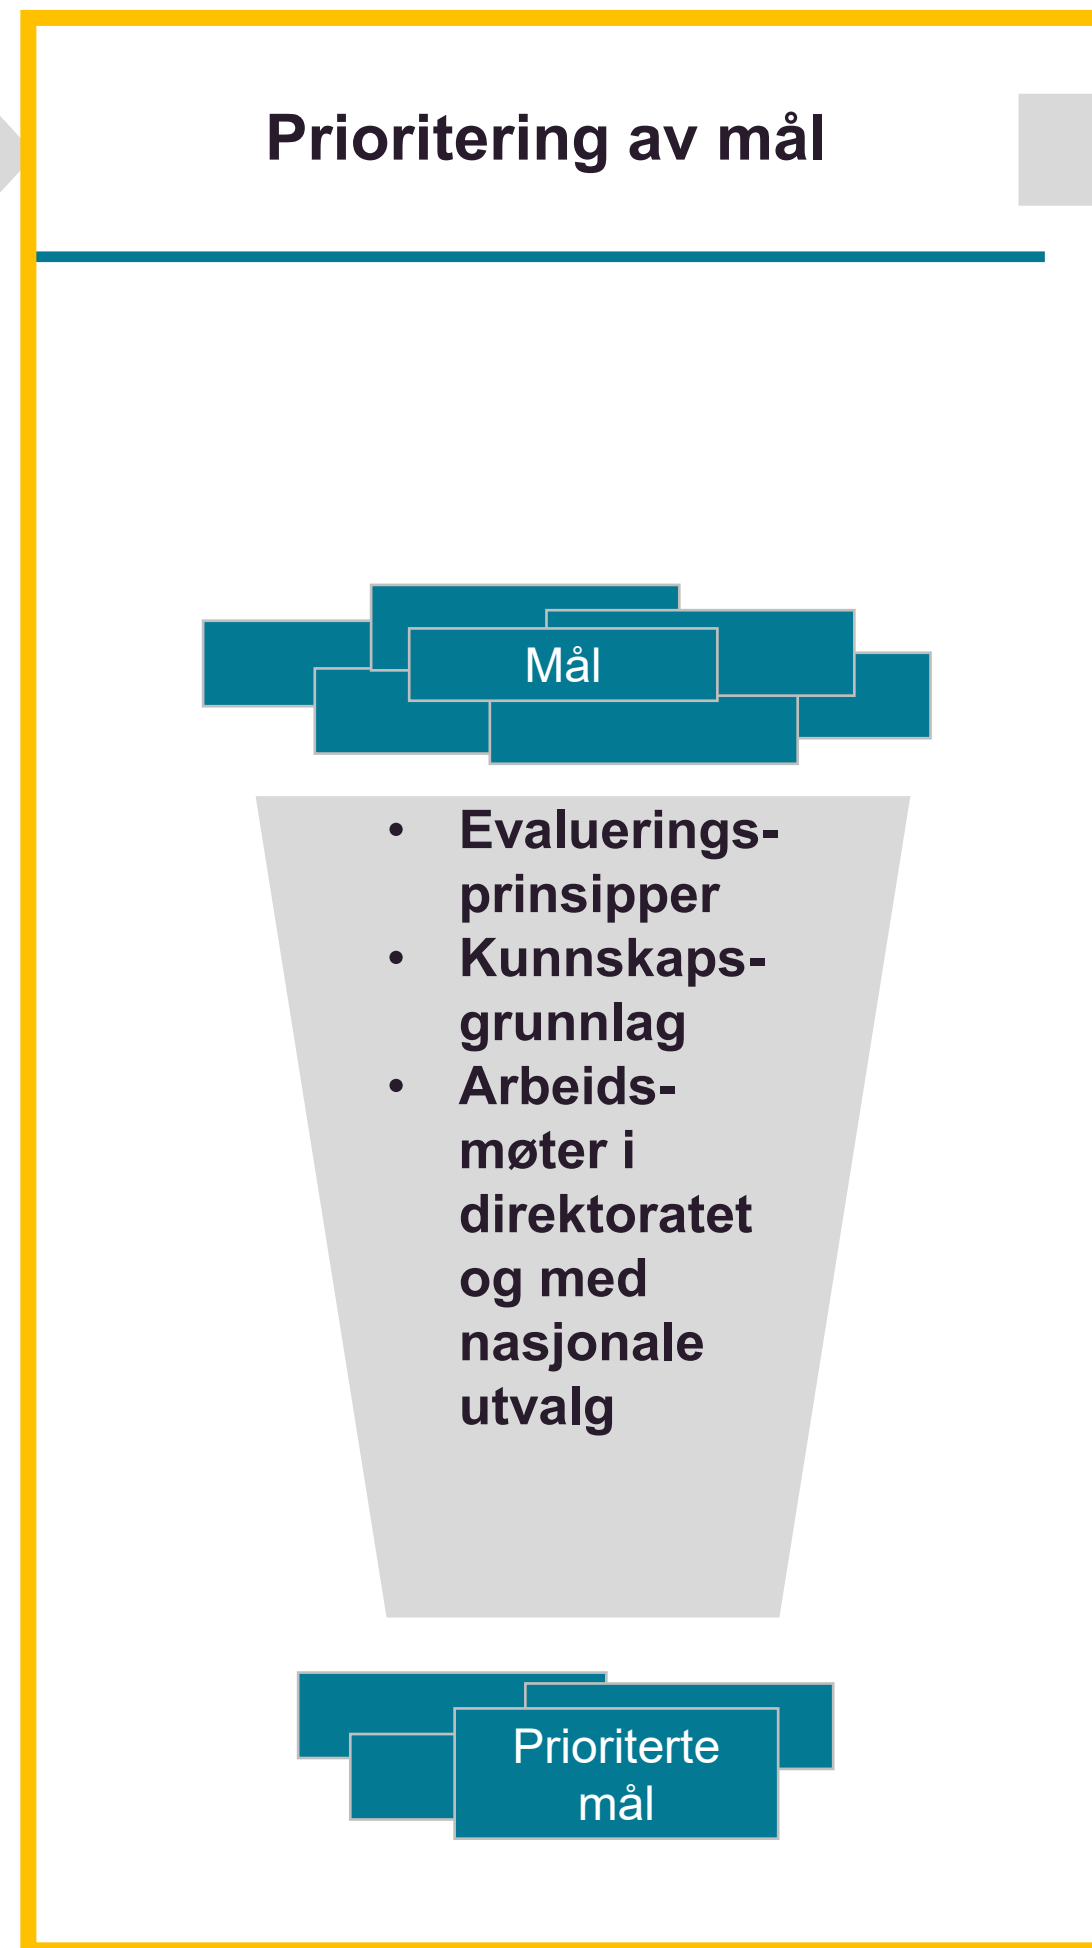 Prioritering av mål
Mål
• Evaluerings-
prinsipper
• Kunnskaps-
grunnlag
• Arbeids-
møter i
direktoratet
og med
nasjonale
utvalg
Prioriterte
mål